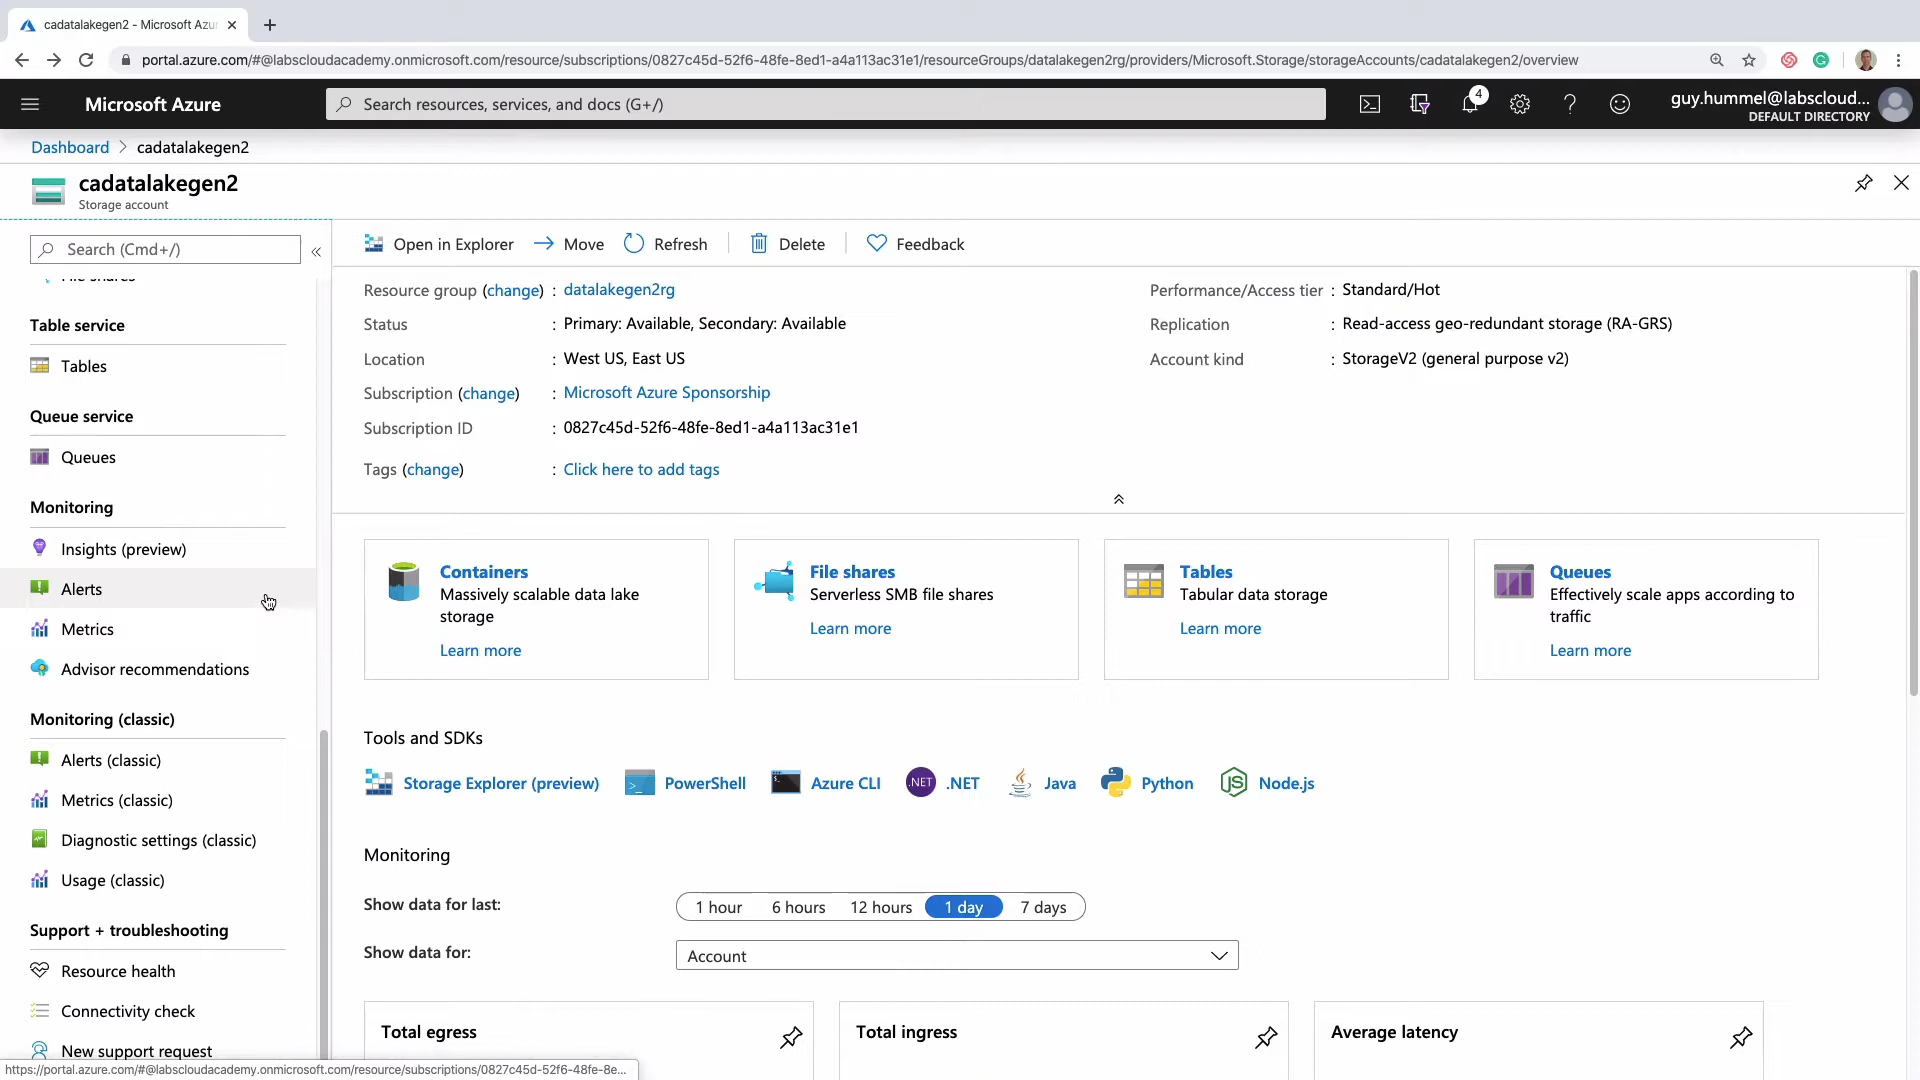 cadatalakegen2 - Microsoft Azu
portal.azure.com/#@labscloudacademy.onmicrosoft.com/resource/subscriptions/0827c45d-52f6-48fe-8ed1-a4a113ac31e1/resourceGroups/datalakegen2rg/providers/Microsoft.Storage/storageAccounts/cadatalakegen2/overview
Microsoft Azure
Search resources, services, and docs (G+/)
4
guy.hummel@labscloud...
DEFAULT DIRECTORY
Dashboard > cadatalakegen2
cadatalakegen2
Storage account
Search (Cmd+/)
File shares
Table service
Tables
Queue service
Queues
Monitoring
Insights (preview)
Alerts
Metrics
Advisor recommendations
Monitoring (classic)
Alerts (classic)
Metrics (classic)
Diagnostic settings (classic)
Usage (classic)
Support + troubleshooting
Resource health
Connectivity check
New support request
Open in Explorer Move Refresh Delete Feedback
Resource group (change) : datalakegen2rg
Status : Primary: Available, Secondary: Available
Location : West US, East US
Subscription (change) : Microsoft Azure Sponsorship
Subscription ID : 0827c45d-52f6-48fe-8ed1-a4a113ac31e1
Tags (change) : Click here to add tags
Performance/Access tier : Standard/Hot
Replication : Read-access geo-redundant storage (RA-GRS)
Account kind : StorageV2 (general purpose v2)
Containers
Massively scalable data lake
storage
Learn more
File shares
Serverless SMB file shares
Learn more
Tables
Tabular data storage
Learn more
Queues
Effectively scale apps according to
traffic
Learn more
Tools and SDKs
Storage Explorer (preview) PowerShell Azure CLI .NET Java Python Node.js
Monitoring
Show data for last: 1 hour 6 hours 12 hours 1 day 7 days
Show data for: Account
Total egress
Total ingress
Average latency
https://portal.azure.com/#@labscloudacademy.onmicrosoft.com/resource/subscriptions/0827c45d-52f6-48fe-8e...